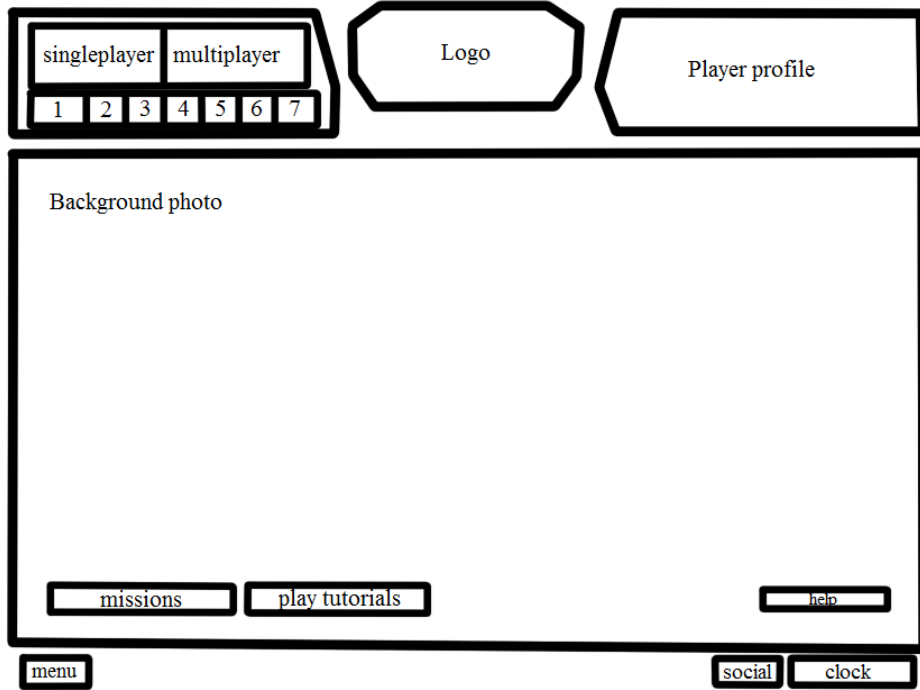 singleplayer multiplayer
Logo
Player profile
1 2 3 4 5 6 7
Background photo
missions
play tutorials
help
menu
social
clock